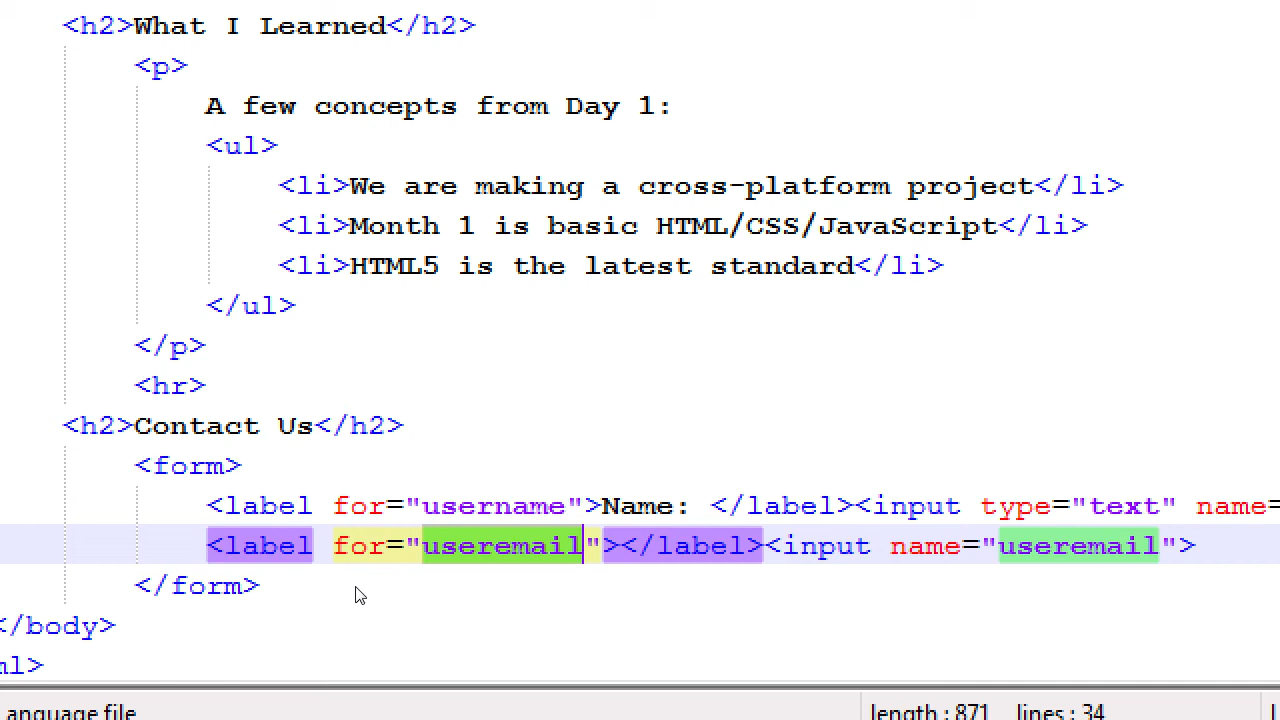 <h2>What I Learned</h2>
<p>
A few concepts from Day 1:
<ul>
<li>We are making a cross-platform project</li>
<li>Month 1 is basic HTML/CSS/JavaScript</li>
<li>HTML5 is the latest standard</li>
</ul>
</p>
<hr>
<h2>Contact Us</h2>
<form>
<label for="username">Name: </label><input type="text" name=
<label for="useremail"></label><input name="useremail">
</form>
</body>
ml>
anguage file length : 871 lines : 34